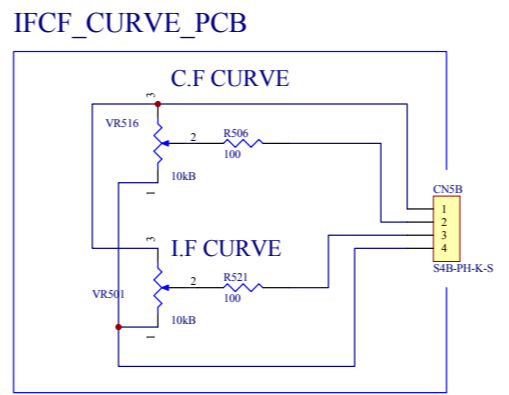 IFCF_CURVE_PCB
C.F CURVE
3
VR516
2
R506
100
10kB
1
CN5B
1
2
3
4
S4B-PH-K-S
3
I.F CURVE
VR501
2
R521
100
10kB
1